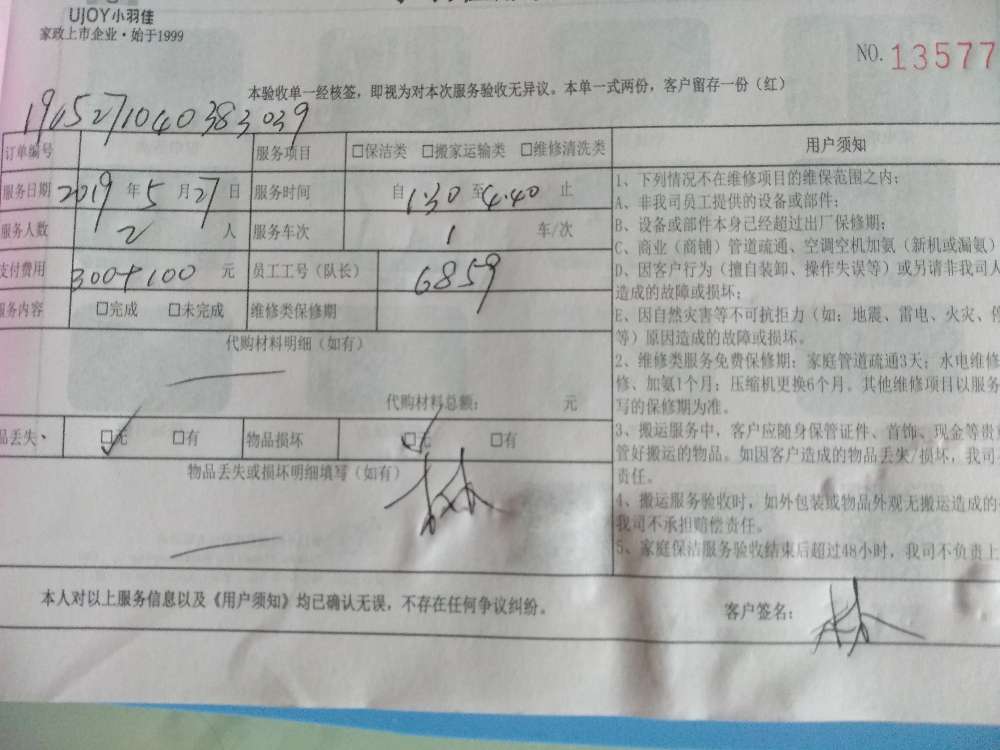 UJOY小羽佳
家政上市企业·始于1999
NO. 13577
本验收单一经核签，即视为对本次服务验收无异议。本单一式两份，客户留存一份（红）
1905271040383039
订单编号 服务项目 □保洁类 □搬家运输类 □维修清洗类
服务日期 2019 年 5 月 27 日 服务时间 自 1:30 至 4:40 止
服务人数 2 人 服务车次 1 车/次
支付费用 300+100 元 员工工号（队长） 6859
服务内容 □完成 □未完成 维修类保修期
代购材料明细（如有）
代购材料总额： 元
品丢失、 □无 □有 物品损坏 □无 □有
物品丢失或损坏明细填写（如有）
林
用户须知
1、下列情况不在维修项目的维保范围之内：
A、非我司员工提供的设备或部件；
B、设备或部件本身己经超过出厂保修期；
C、商业（商铺）管道疏通、空调空机加氨（新机或漏氨）
D、因客户行为（擅自装卸、操作失误等）或另请非我司人
造成的故障或损坏；
E、因自然灾害等不可抗拒力（如：地震、雷电、火灾、停
等）原因造成的故障或损坏。
2、维修类服务免费保修期：家庭管道疏通3天；水电维修
修、加氨1个月；压缩机更换6个月。其他维修项目以服务
写的保修期为准。
3、搬运服务中，客户应随身保管证件、首饰、现金等贵重
管好搬运的物品。如因客户造成的物品丢失/损坏，我司不
责任。
4、搬运服务验收时，如外包装或物品外观无搬运造成的
我司不承担赔偿责任。
5、家庭保洁服务验收结束后超过48小时，我司不负责上
本人对以上服务信息以及《用户须知》均已确认无误，不存在任何争议纠纷。
客户签名： 林